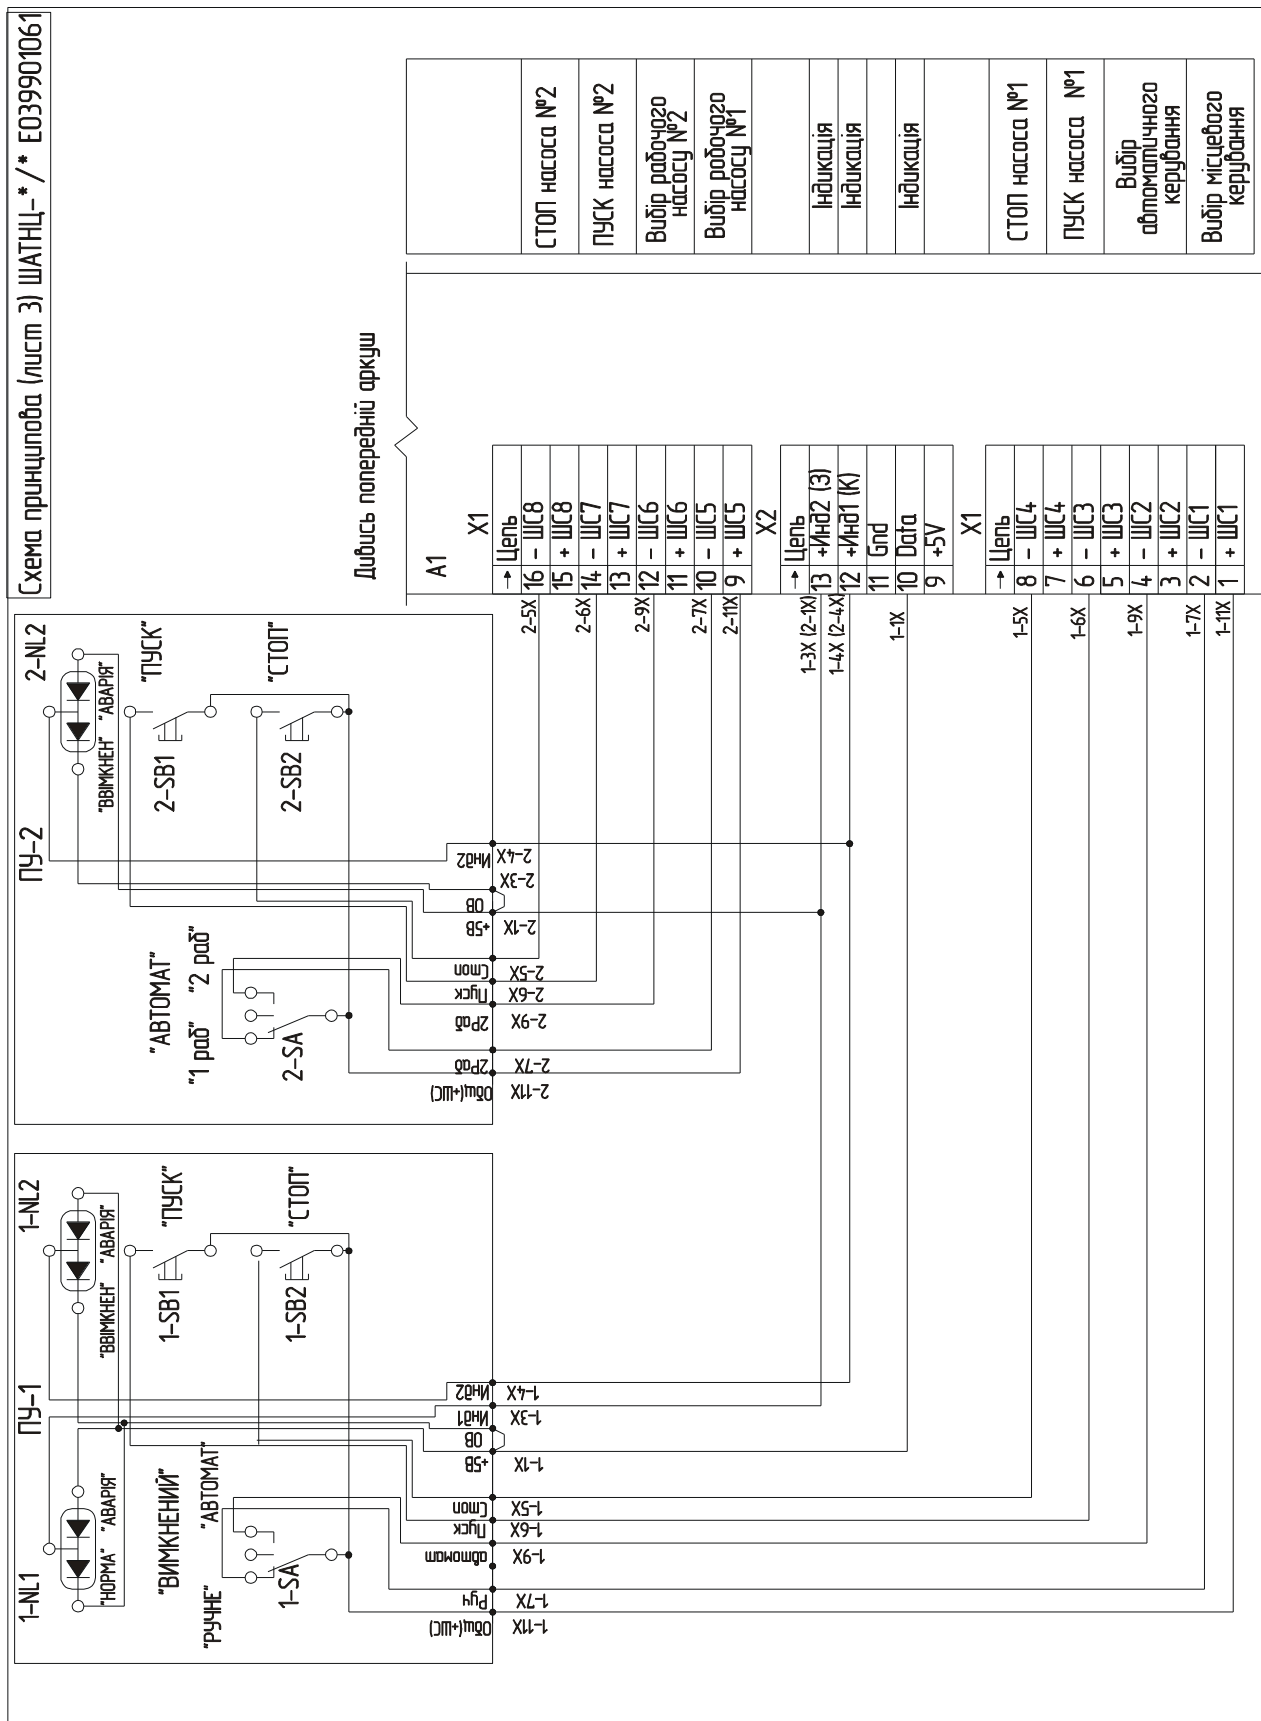 Схема принципова (лист 3) ШАТНЦ-*/* Е039901061
Дивись попередній аркуш
ПУ-2
2-NL2
"ВВІМКНЕН" "АВАРІЯ"
"ПУСК"
2-SB1
"СТОП"
2-SB2
"АВТОМАТ"
"1 раб" "2 раб"
2-SA
Инд2
0В
+5В
Стоп
Пуск
2Раб
2Раб
Общ(+ШС)
2-4X
2-3X
2-1X
2-5X
2-6X
2-9X
2-7X
2-11X
ПУ-1
1-NL1
1-NL2
"НОРМА" "АВАРІЯ"
"ВВІМКНЕН" "АВАРІЯ"
"ПУСК"
1-SB1
"СТОП"
1-SB2
"ВИМКНЕНИЙ"
"РУЧНЕ"
"АВТОМАТ"
1-SA
Инд2
Инд1
0В
+5В
Стоп
Пуск
автомат
Руч
Общ(+ШС)
1-4X
1-3X
1-1X
1-5X
1-6X
1-9X
1-7X
1-11X
А1
X1
→ Цепь
2-5X 16 - ШС8
15 + ШС8
2-6X 14 - ШС7
13 + ШС7
2-9X 12 - ШС6
11 + ШС6
2-7X 10 - ШС5
2-11X 9 + ШС5
X2
→ Цепь
1-3X (2-1X) 13 +Инд2 (З)
1-4X (2-4X) 12 +Инд1 (К)
11 Gnd
1-1X 10 Data
9 +5V
X1
→ Цепь
1-5X 8 - ШС4
7 + ШС4
1-6X 6 - ШС3
5 + ШС3
1-9X 4 - ШС2
3 + ШС2
1-7X 2 - ШС1
1-11X 1 + ШС1
СТОП насоса №2
ПУСК насоса №2
Вибір рабочого
насосу №2
Вибір робочого
насосу №1
Індикація
Індикація
Індикація
СТОП насоса №1
ПУСК насоса №1
Вибір
автоматичного
керування
Вибір місцевого
керування